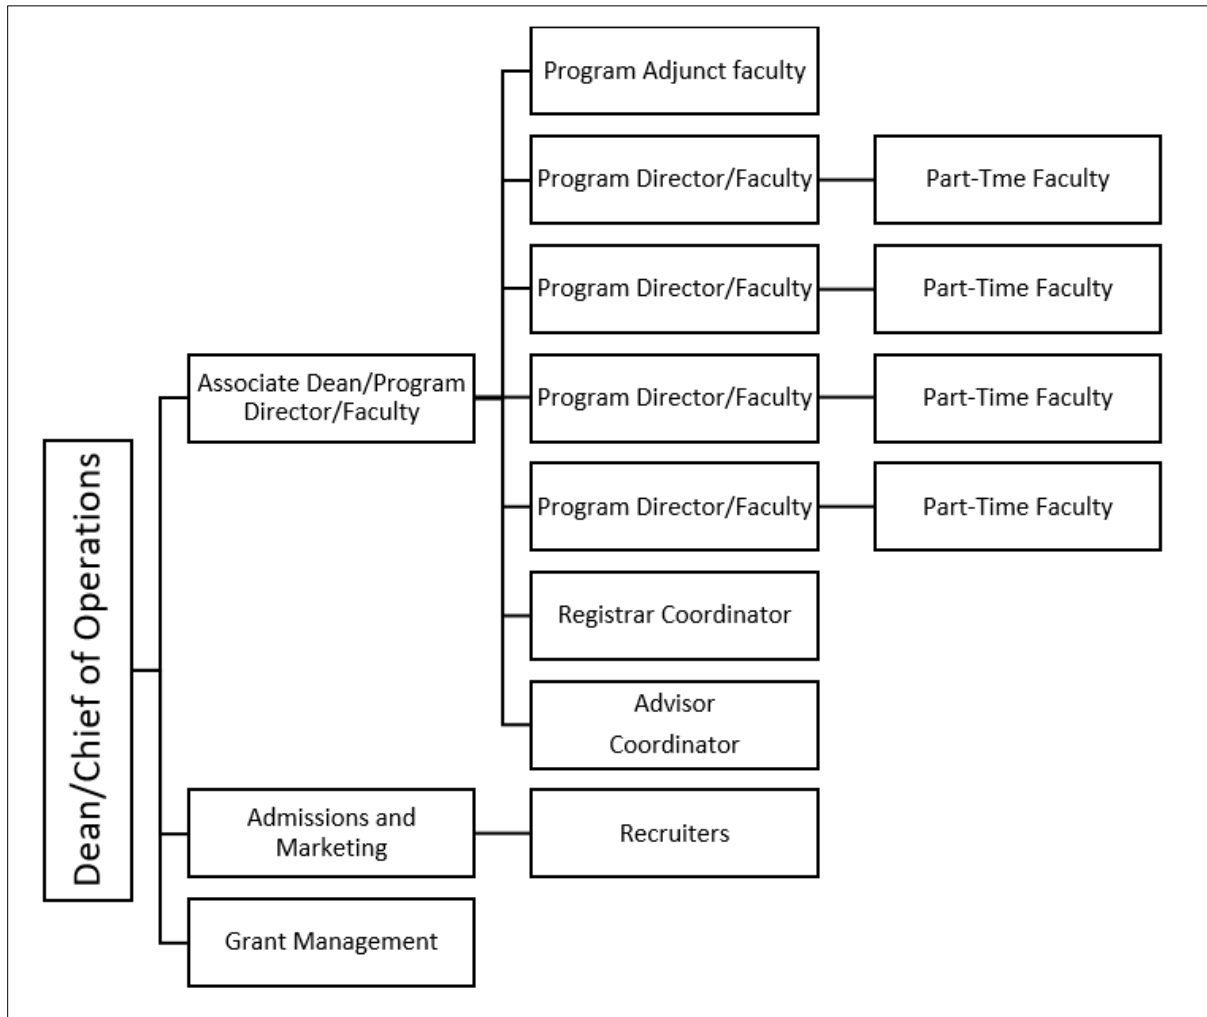 Program Adjunct faculty
Program Director/Faculty
Part-Tme Faculty
Program Director/Faculty
Part-Time Faculty
Associate Dean/Program
Director/Faculty
Program Director/Faculty
Part-Time Faculty
Program Director/Faculty
Part-Time Faculty
Dean/Chief of Operations
Registrar Coordinator
Advisor
Coordinator
Admissions and
Marketing
Recruiters
Grant Management